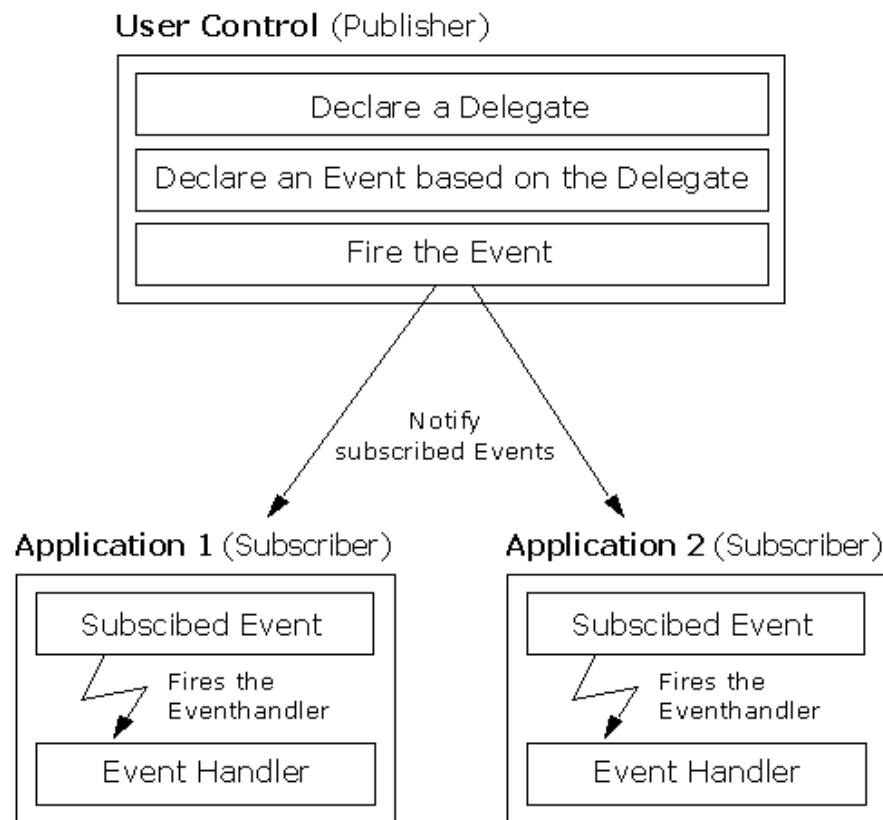 User Control (Publisher)
Declare a Delegate
Declare an Event based on the Delegate
Fire the Event
Notify
subscribed Events
Application 1 (Subscriber)
Subscibed Event
Fires the
Eventhandler
Event Handler
Application 2 (Subscriber)
Subscibed Event
Fires the
Eventhandler
Event Handler